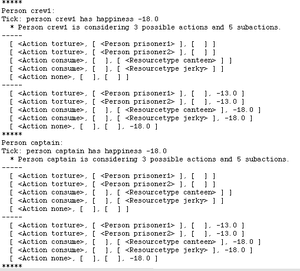 *****
Person crew1:
Tick: person crew1 has happiness -18.0
* Person crew1 is considering 3 possible actions and 5 subactions.
-----
[ <Action torture>, [ <Person prisoner1> ], [  ] ]
[ <Action torture>, [ <Person prisoner2> ], [  ] ]
[ <Action consume>, [  ], [ <Resourcetype canteen> ] ]
[ <Action consume>, [  ], [ <Resourcetype jerky> ] ]
[ <Action none>, [  ], [  ] ]
-----
[ <Action torture>, [ <Person prisoner1> ], [  ], -13.0 ]
[ <Action torture>, [ <Person prisoner2> ], [  ], -13.0 ]
[ <Action consume>, [  ], [ <Resourcetype canteen> ], -18.0 ]
[ <Action consume>, [  ], [ <Resourcetype jerky> ], -18.0 ]
[ <Action none>, [  ], [  ], -18.0 ]
*****
Person captain:
Tick: person captain has happiness -18.0
* Person captain is considering 3 possible actions and 5 subactions.
-----
[ <Action torture>, [ <Person prisoner1> ], [  ] ]
[ <Action torture>, [ <Person prisoner2> ], [  ] ]
[ <Action consume>, [  ], [ <Resourcetype canteen> ] ]
[ <Action consume>, [  ], [ <Resourcetype jerky> ] ]
[ <Action none>, [  ], [  ] ]
-----
[ <Action torture>, [ <Person prisoner1> ], [  ], -13.0 ]
[ <Action torture>, [ <Person prisoner2> ], [  ], -13.0 ]
[ <Action consume>, [  ], [ <Resourcetype canteen> ], -18.0 ]
[ <Action consume>, [  ], [ <Resourcetype jerky> ], -18.0 ]
[ <Action none>, [  ], [  ], -18.0 ]
*****